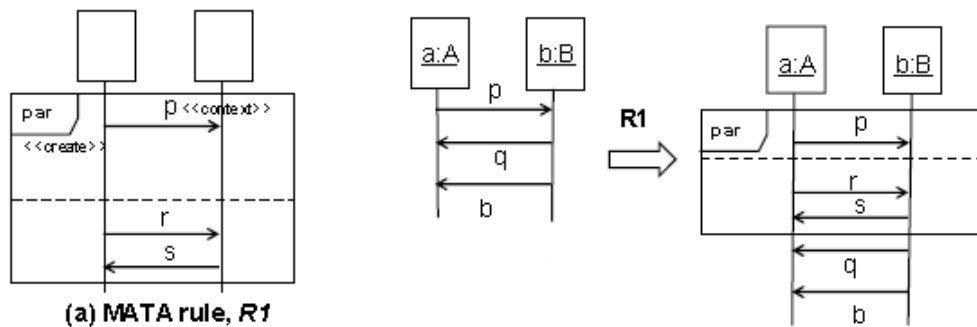 par
p <<context>>
<<create>>
r
s
(a) MATA rule, R1
a:A b:B
p
q
b
R1
a:A b:B
par
p
r
s
q
b